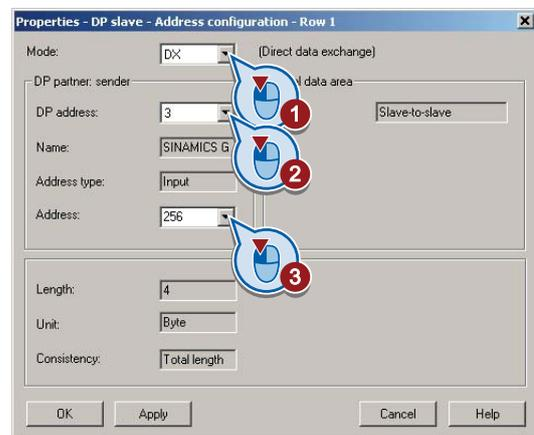 Properties - DP slave - Address configuration - Row 1
Mode: DX (Direct data exchange)
DP partner: sender data area
DP address: 3 Slave-to-slave
1
Name: SINAMICS G
2
Address type: Input
Address: 256
3
Length: 4
Unit: Byte
Consistency: Total length
OK Apply Cancel Help